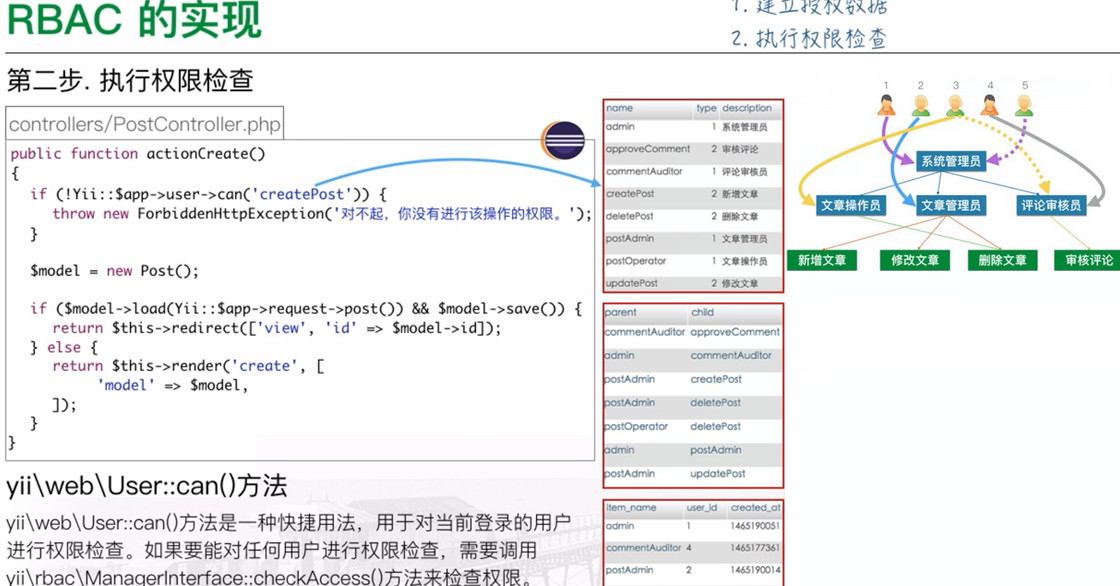 RBAC 的实现
1. 建立授权数据
2. 执行权限检查
第二步. 执行权限检查
controllers/PostController.php
public function actionCreate()
{
if (!Yii::$app->user->can('createPost')) {
throw new ForbiddenHttpException('对不起，你没有进行该操作的权限。');
}
$model = new Post();
if ($model->load(Yii::$app->request->post()) && $model->save()) {
return $this->redirect(['view', 'id' => $model->id]);
} else {
return $this->render('create', [
'model' => $model,
]);
}
}
yii\web\User::can()方法
yii\web\User::can()方法是一种快捷用法，用于对当前登录的用户
进行权限检查。如果要能对任何用户进行权限检查，需要调用
yii\rbac\ManagerInterface::checkAccess()方法来检查权限。
name type description
admin 1 系统管理员
approveComment 2 审核评论
commentAuditor 1 评论审核员
createPost 2 新增文章
deletePost 2 删除文章
postAdmin 1 文章管理员
postOperator 1 文章操作员
updatePost 2 修改文章
parent child
commentAuditor approveComment
admin commentAuditor
postAdmin createPost
postAdmin deletePost
postOperator deletePost
admin postAdmin
postAdmin updatePost
item_name user_id created_at
admin 1 1465190051
commentAuditor 4 1465177361
postAdmin 2 1465190014
1 2 3 4 5
系统管理员
文章操作员 文章管理员 评论审核员
新增文章 修改文章 删除文章 审核评论